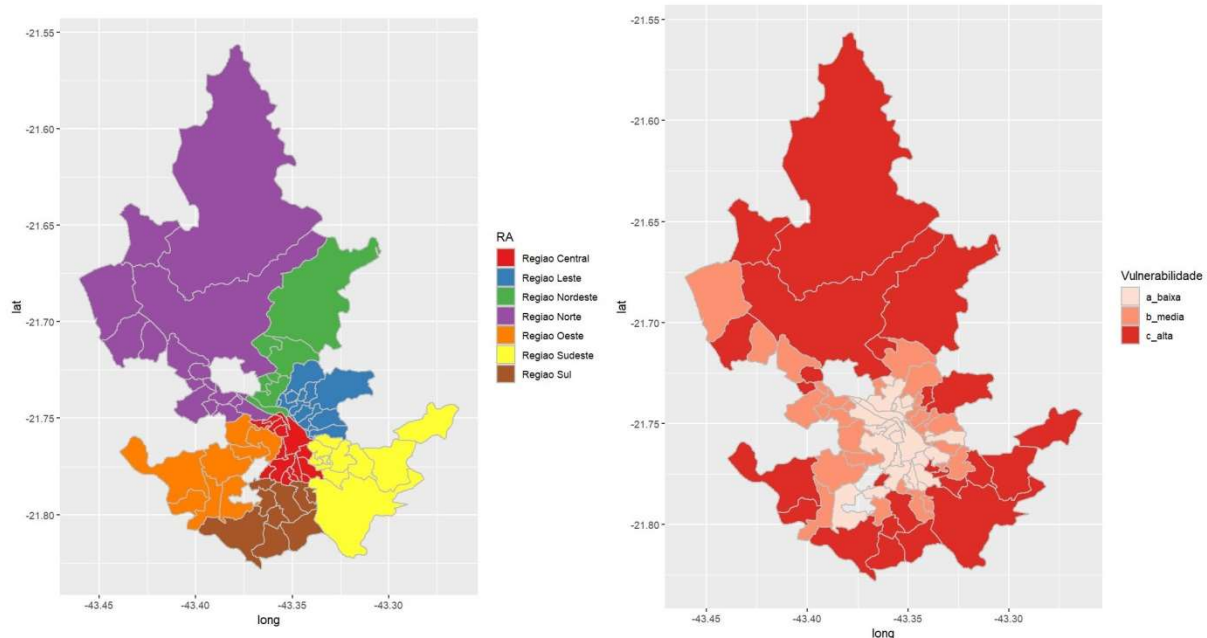 -21.55
-21.60
-21.65
-21.70
-21.75
-21.80
lat
-43.45
-43.40
-43.35
-43.30
long
RA
Regiao Central
Regiao Leste
Regiao Nordeste
Regiao Norte
Regiao Oeste
Regiao Sudeste
Regiao Sul
-21.55
-21.60
-21.65
-21.70
-21.75
-21.80
lat
-43.45
-43.40
-43.35
-43.30
long
Vulnerabilidade
a_baixa
b_media
c_alta